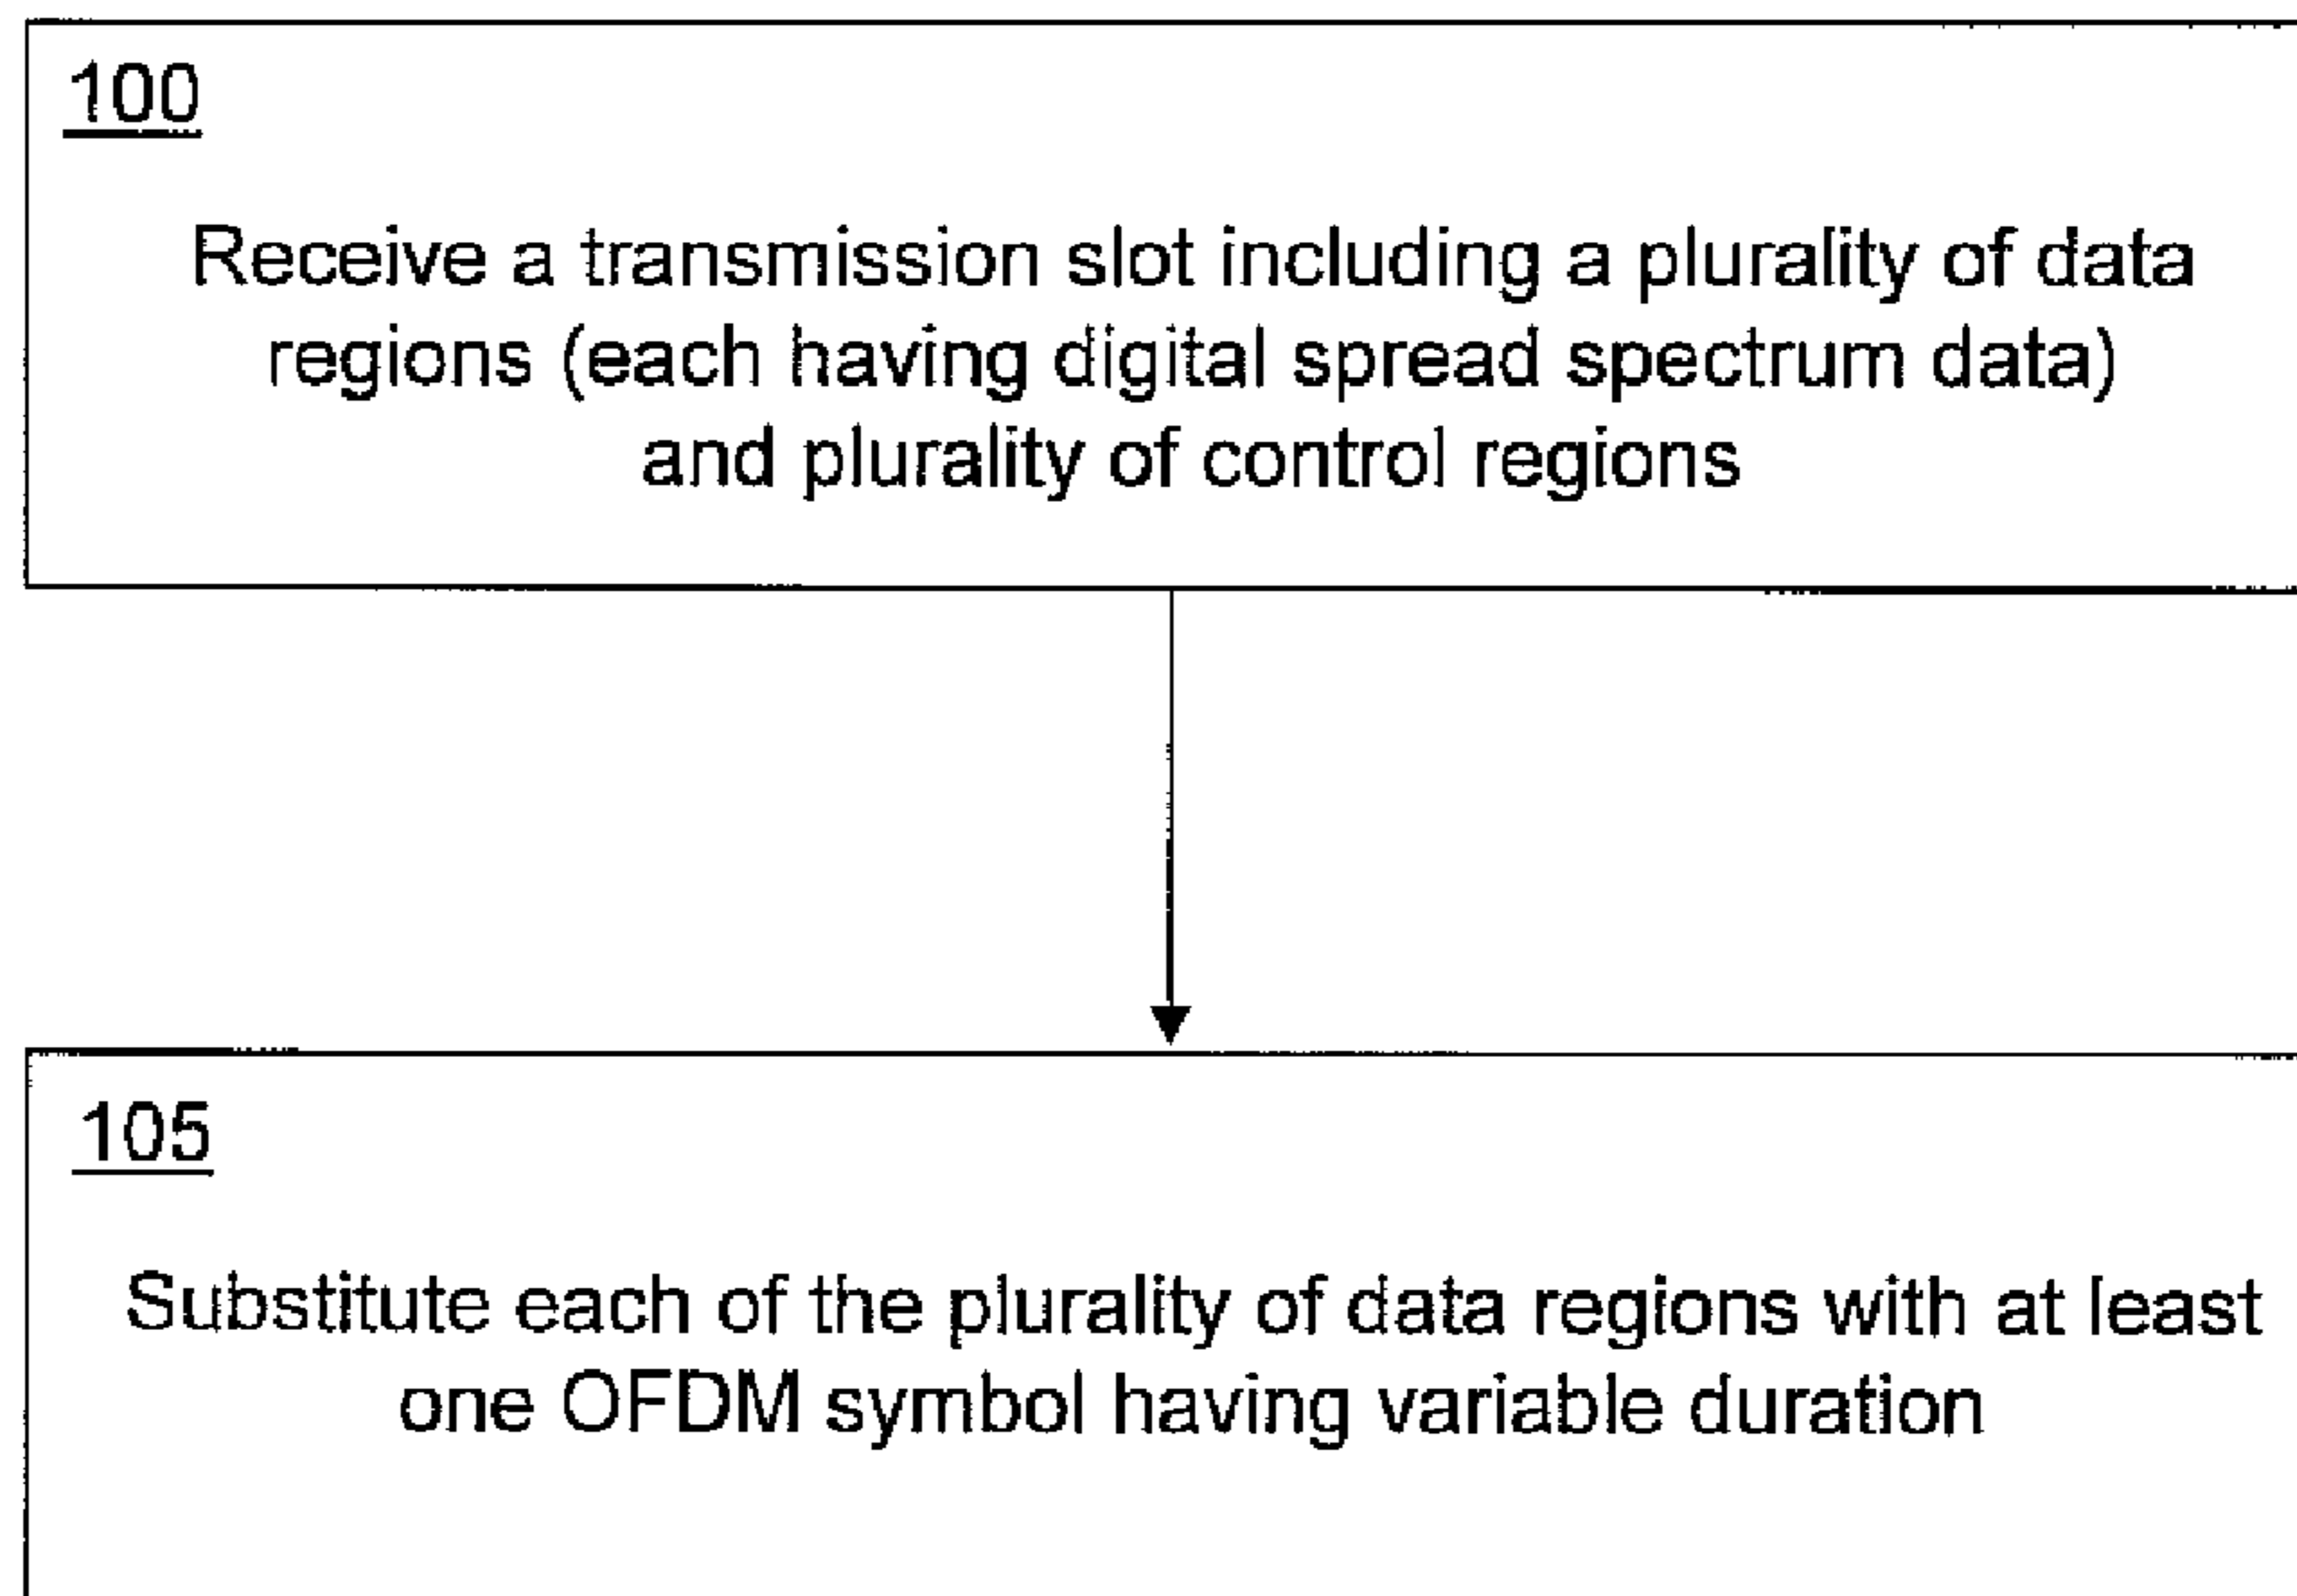 100
Receive a transmission slot including a plurality of data
regions (each having digital spread spectrum data)
and plurality of control regions
105
Substitute each of the plurality of data regions with at least
one OFDM symbol having variable duration